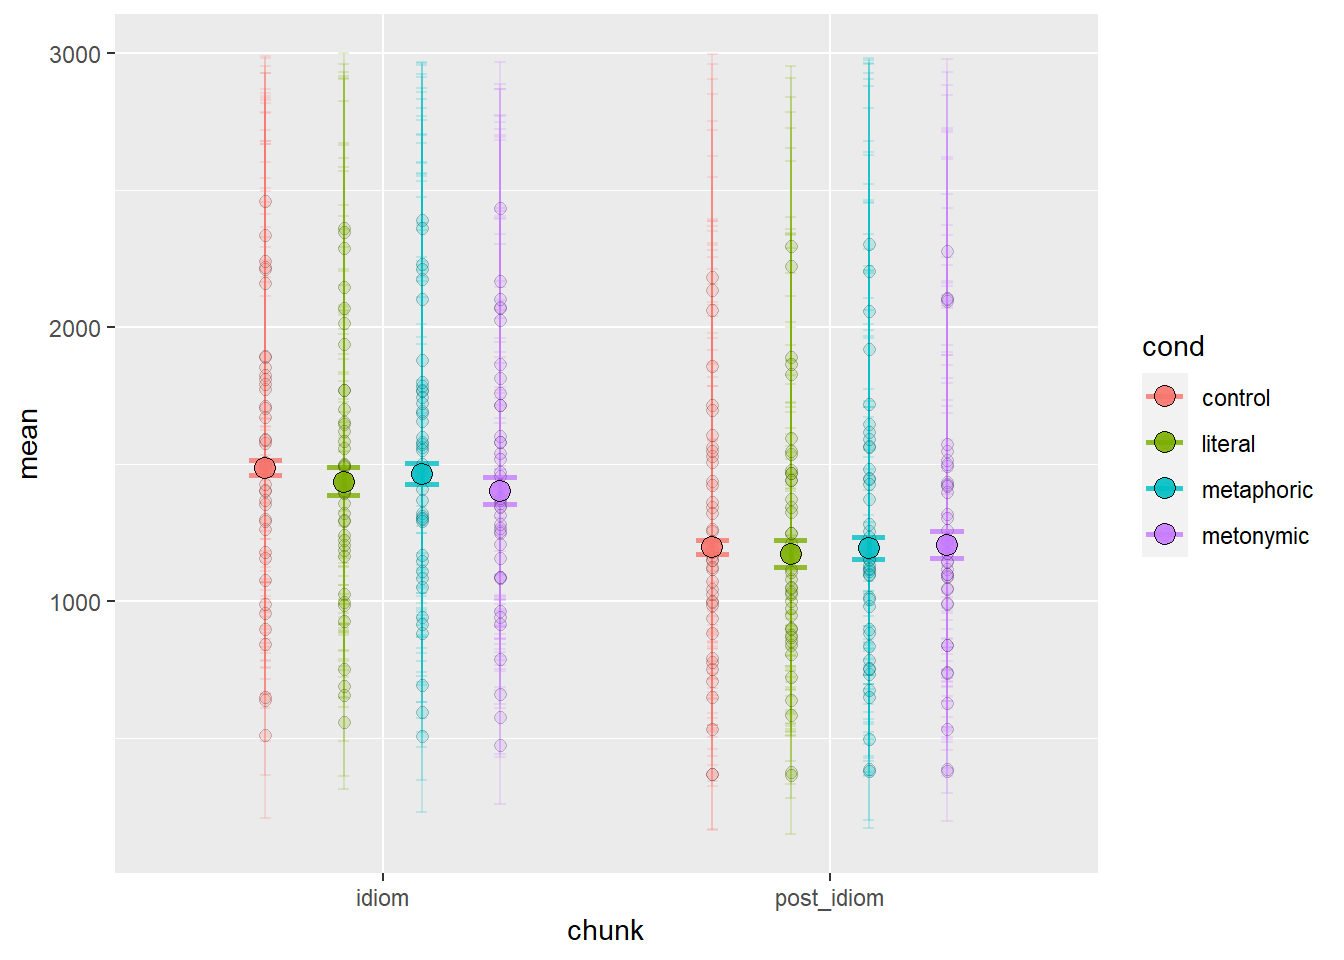 3000
2000
1000
mean
idiom
post_idiom
chunk
cond
control
literal
metaphoric
metonymic